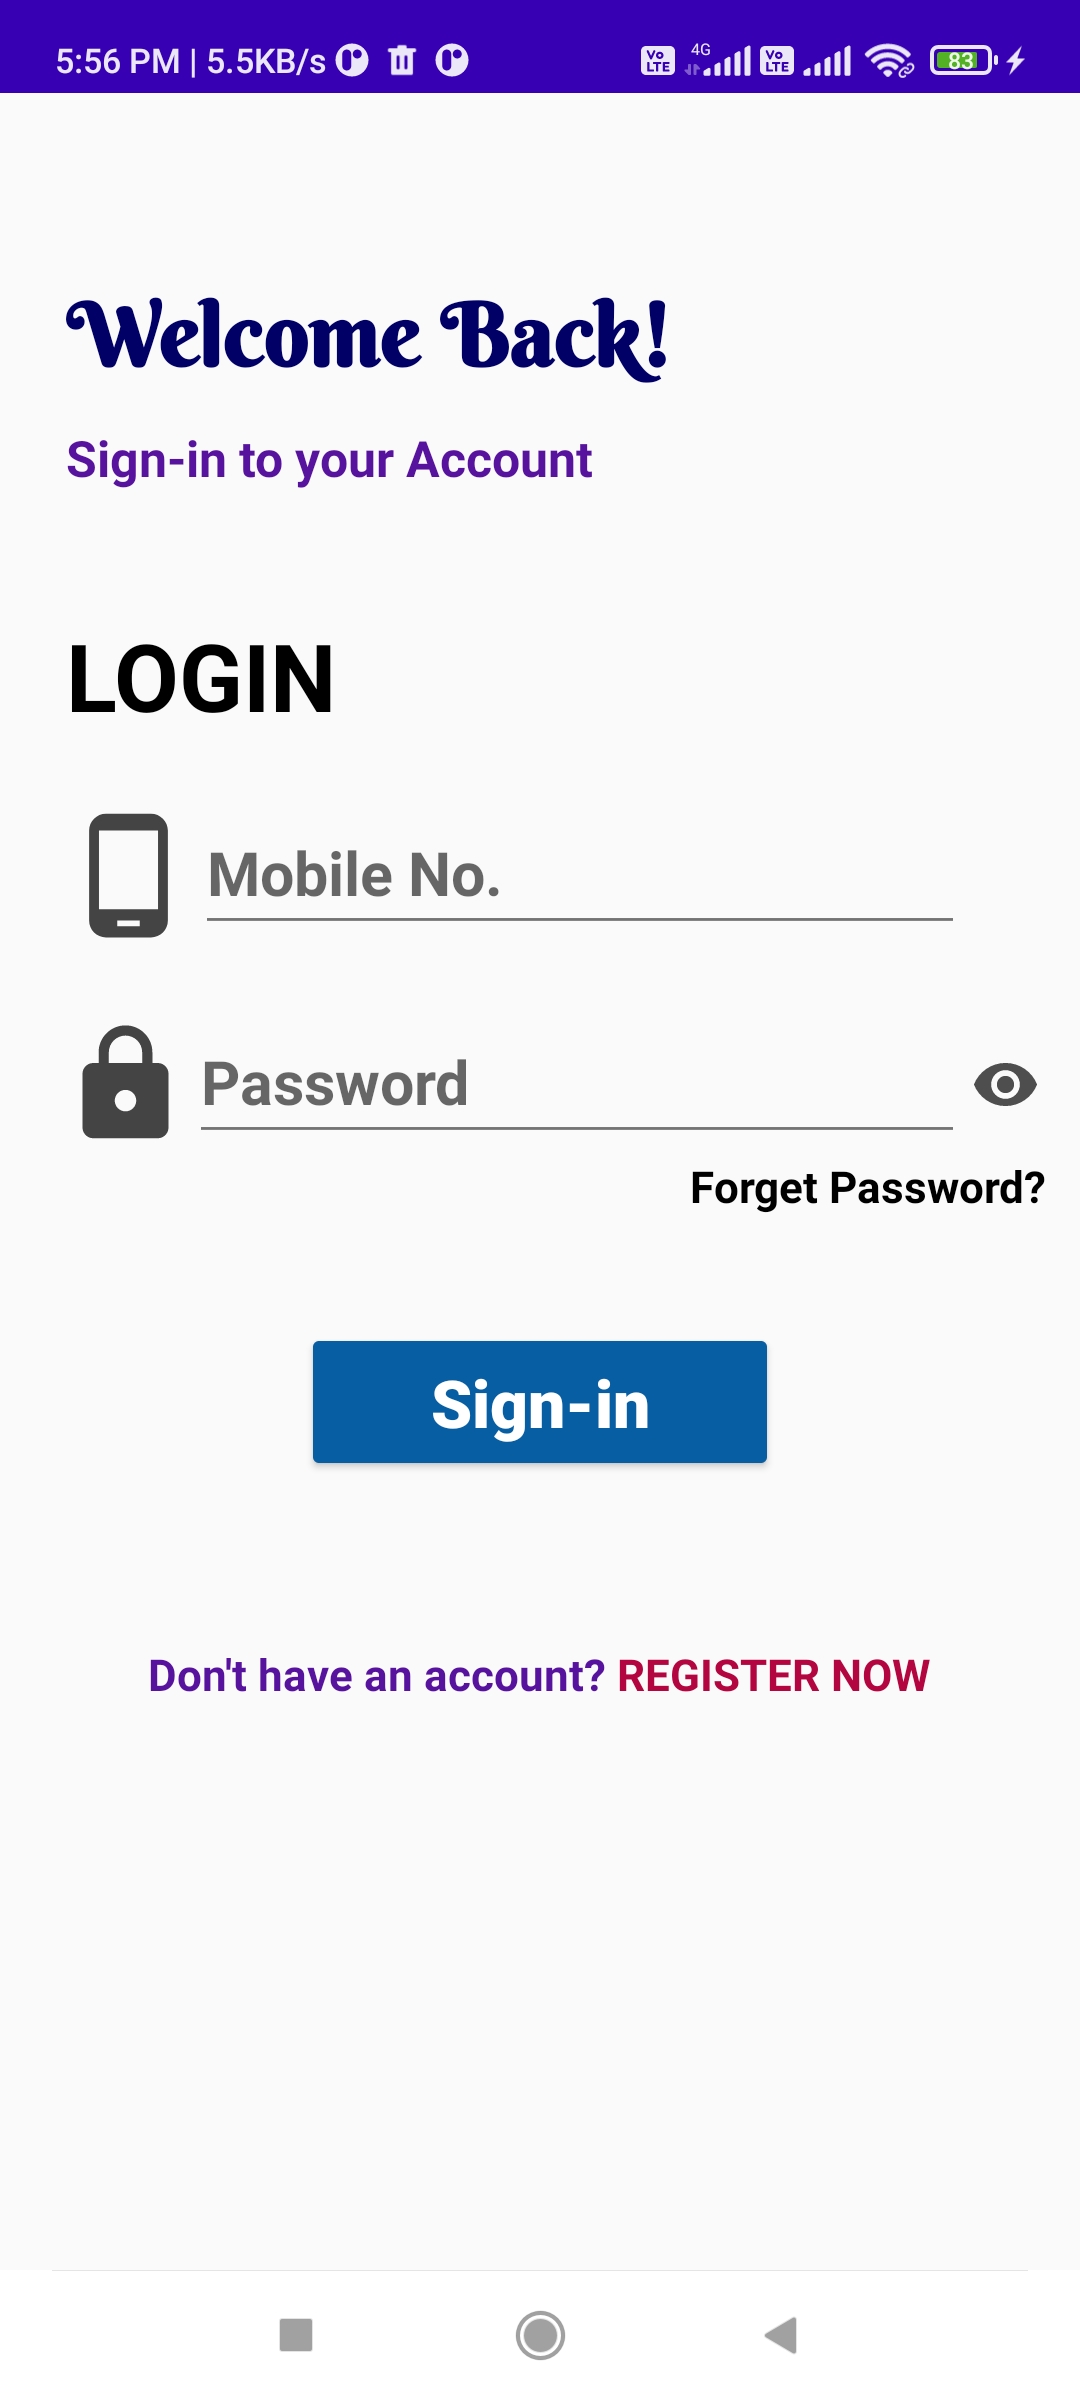 5:56 PM | 5.5KB/s Vo LTE 4G Vo LTE 83
Welcome Back!
Sign-in to your Account
LOGIN
Mobile No.
Password
Forget Password?
Sign-in
Don't have an account? REGISTER NOW